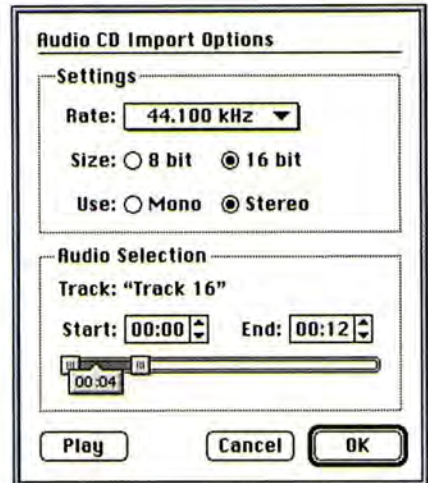 Audio CD Import Options
Settings
Rate: 44.100 kHz
Size: 8 bit 16 bit
Use: Mono Stereo
Audio Selection
Track: “Track 16”
Start: 00:00 End: 00:12
00:04
Play Cancel OK